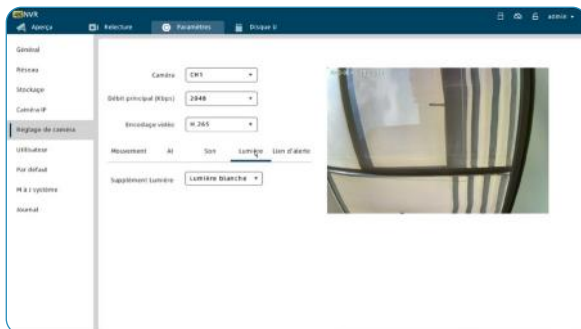 NVR
Aperçu Relecture Paramètres Disque U admin
Général
Réseau
Stockage
Caméra IP
Réglage de caméra
Utilisateur
Par défaut
M à j système
Journal
Caméra CH1
Débit principal (Kbps) 2048
Encodage vidéo H.265
Mouvement AI Son Lumière Lien d'alerte
Supplément Lumière Lumière blanche